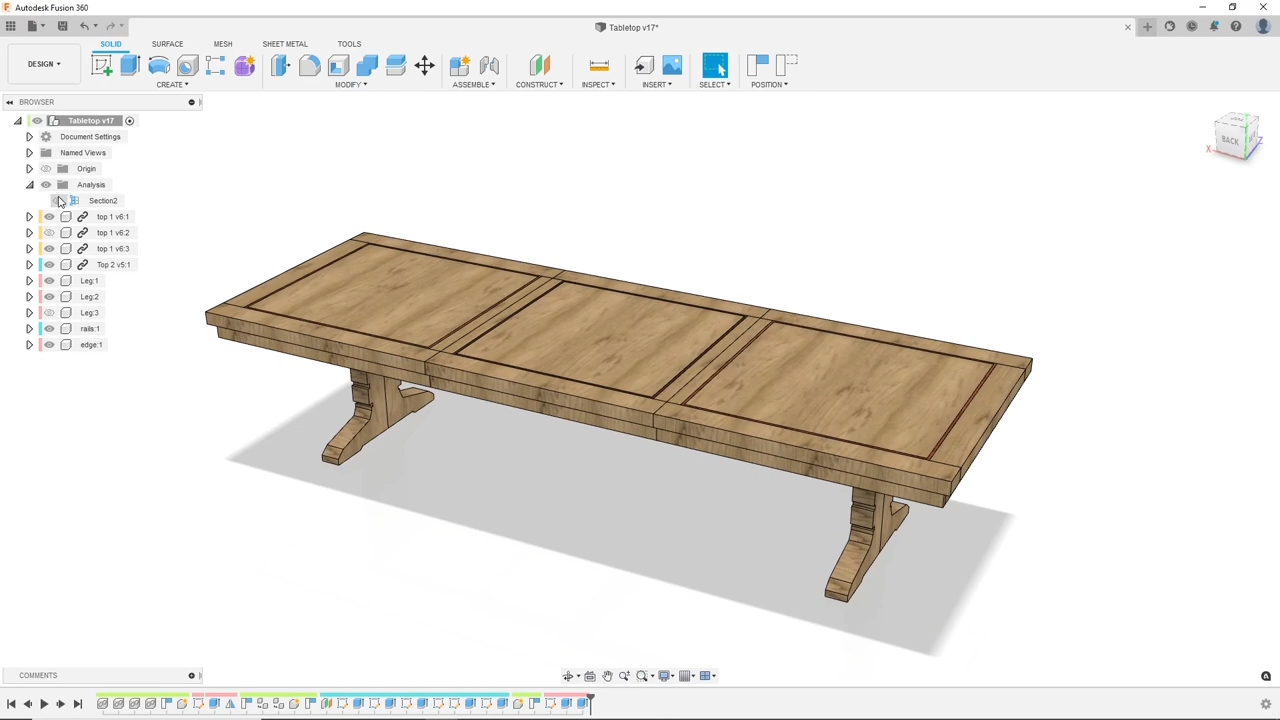 Autodesk Fusion 360
Tabletop v17*
SOLID SURFACE MESH SHEET METAL TOOLS
DESIGN
CREATE MODIFY ASSEMBLE CONSTRUCT INSPECT INSERT SELECT POSITION
BROWSER
Tabletop v17
Document Settings
Named Views
Origin
Analysis
Section2
top 1 v6:1
top 1 v6:2
top 1 v6:3
Top 2 v5:1
Leg:1
Leg:2
Leg:3
rails:1
edge:1
BACK
X
Z
COMMENTS